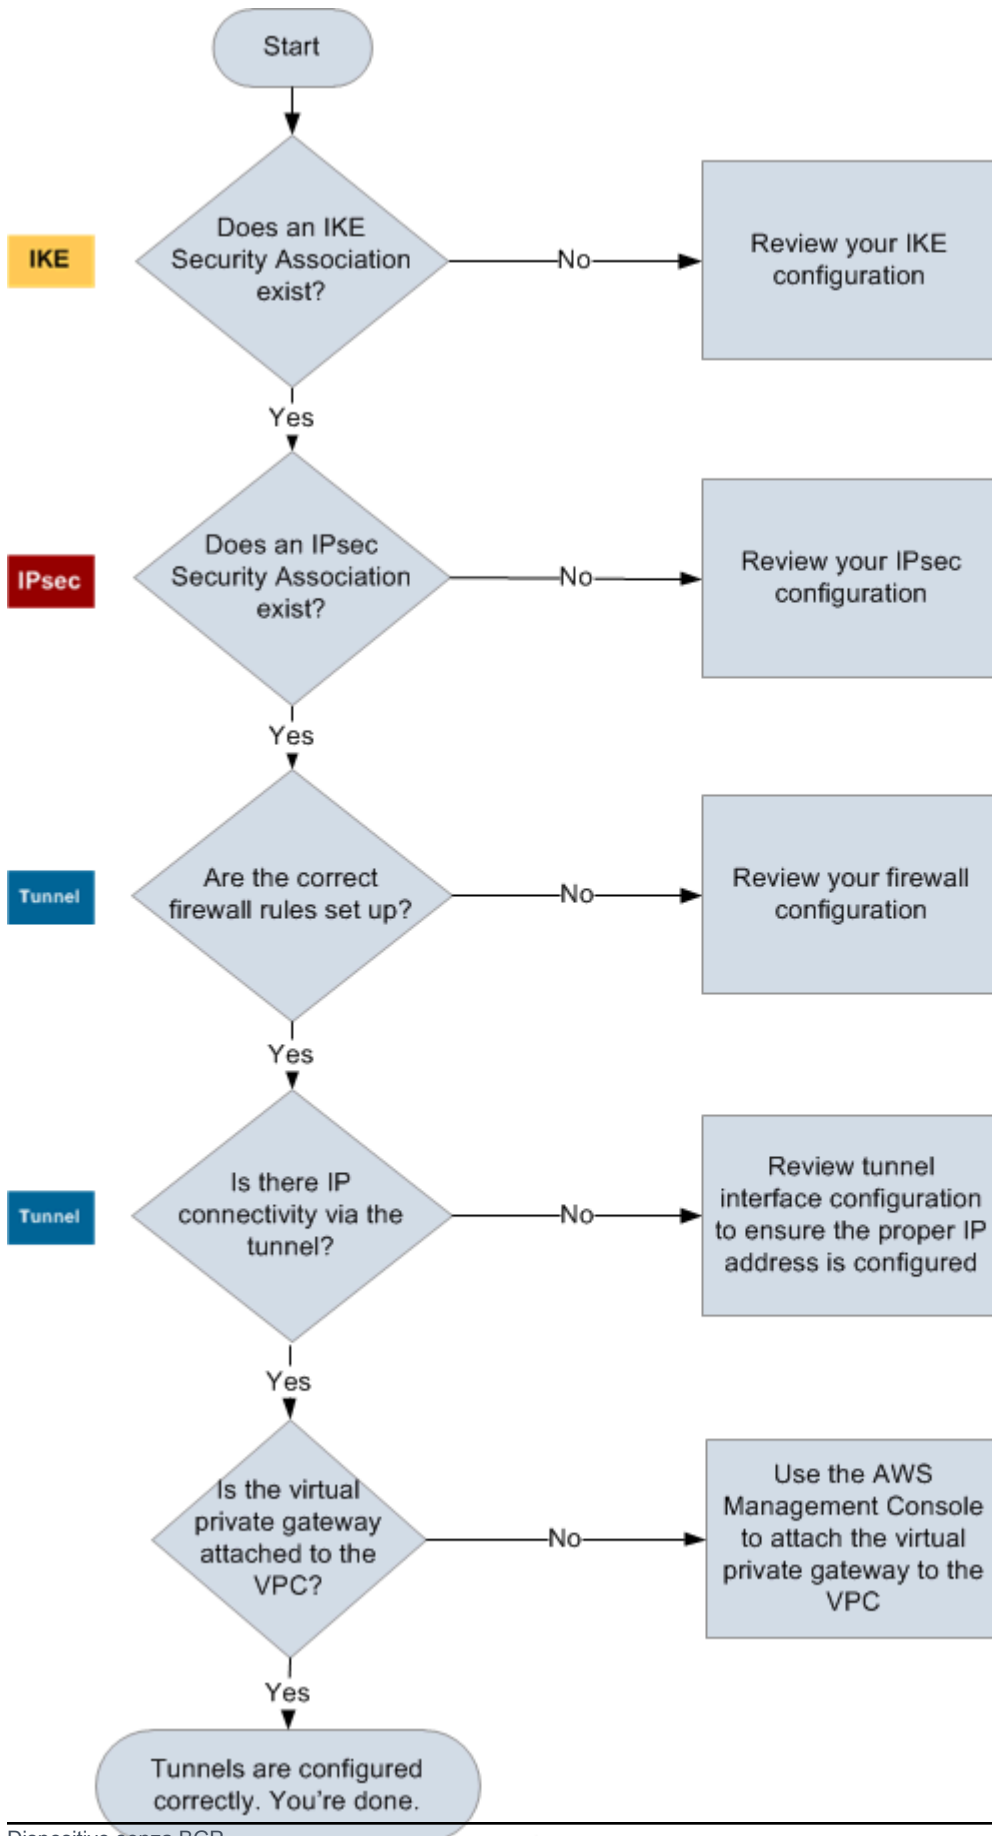 Start
IKE
Does an IKE
Security Association
exist?
No
Review your IKE
configuration
Yes
IPsec
Does an IPsec
Security Association
exist?
No
Review your IPsec
configuration
Yes
Tunnel
Are the correct
firewall rules set up?
No
Review your firewall
configuration
Yes
Tunnel
Is there IP
connectivity via the
tunnel?
No
Review tunnel
interface configuration
to ensure the proper IP
address is configured
Yes
Is the virtual
private gateway
attached to the
VPC?
No
Use the AWS
Management Console
to attach the virtual
private gateway to the
VPC
Yes
Tunnels are configured
correctly. You're done.